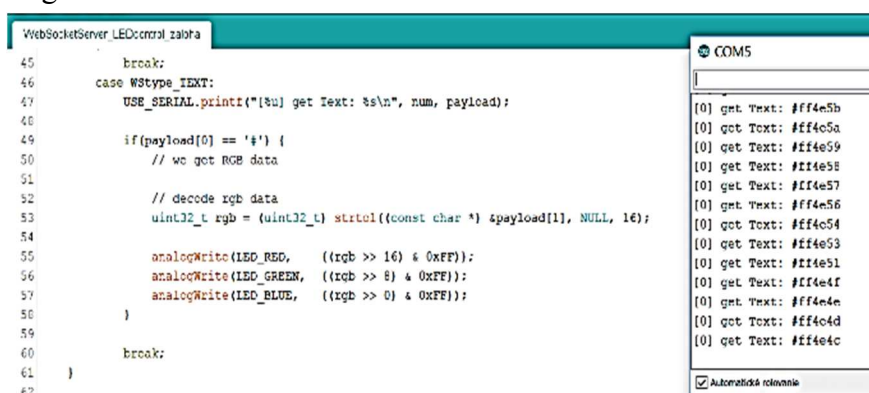 WebSocketServer_LEDcontrol_zaloha
45 break;
46 case WStype_TEXT:
47 USE_SERIAL.printf("[%u] get Text: %s\n", num, payload);
48
49 if(payload[0] == '#') {
50 // we get RGB data
51
52 // decode rgb data
53 uint32_t rgb = (uint32_t) strtol((const char *) &payload[1], NULL, 16);
54
55 analogWrite(LED_RED, ((rgb >> 16) & 0xFF));
56 analogWrite(LED_GREEN, ((rgb >> 8) & 0xFF));
57 analogWrite(LED_BLUE, ((rgb >> 0) & 0xFF));
58 }
59
60 break;
61 }
62
COM5
[0] get Text: #ff4e5b
[0] get Text: #ff4e5a
[0] get Text: #ff4e59
[0] get Text: #ff4e58
[0] get Text: #ff4e57
[0] get Text: #ff4e56
[0] get Text: #ff4e54
[0] get Text: #ff4e53
[0] get Text: #ff4e51
[0] get Text: #ff4e4f
[0] get Text: #ff4e4e
[0] get Text: #ff4e4d
[0] get Text: #ff4e4c
Automatické rolovanie